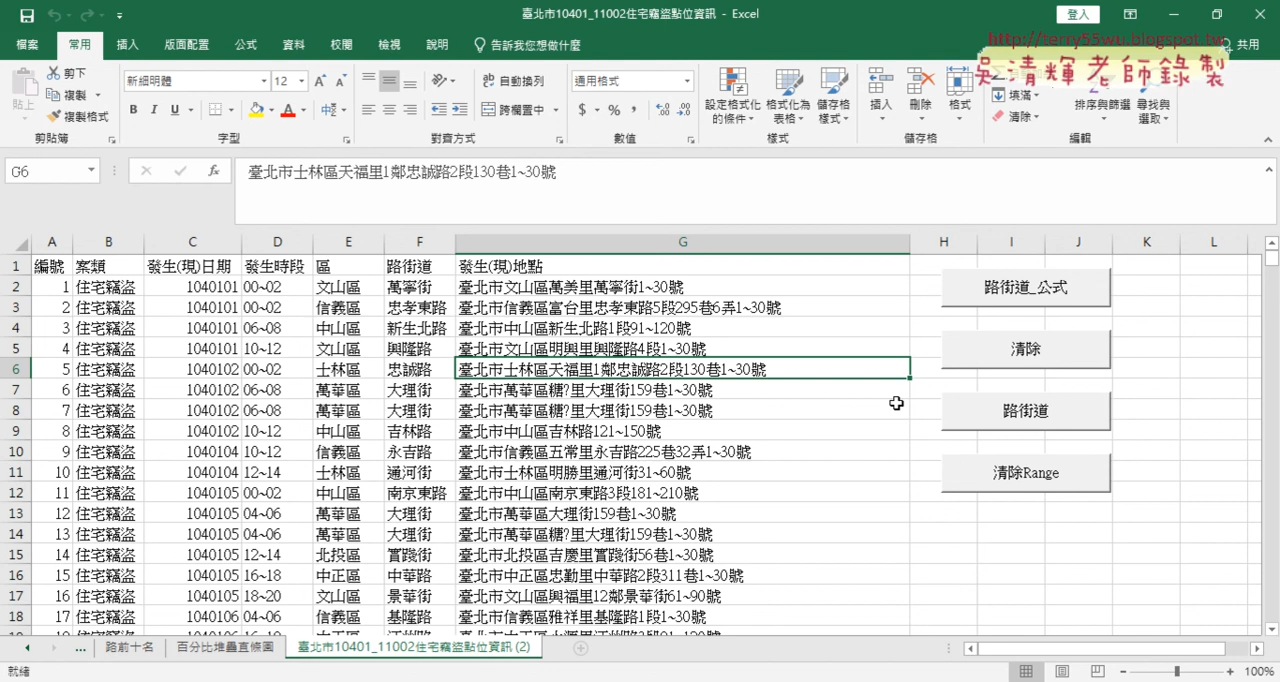 臺北市10401_11002住宅竊盜點位資訊 - Excel
登入
http://terry55wu.blogspot.tw
檔案 常用 插入 版面配置 公式 資料 校閱 檢視 說明 告訴我您想做什麼 共用
吳清輝老師錄製
貼上 剪下 複製 複製格式 剪貼簿
新細明體 12 B I U 字型
自動換列 跨欄置中 對齊方式
通用格式 $ % 數值
設定格式化的條件 格式化為表格 儲存格樣式 樣式
插入 刪除 格式 儲存格
填滿 清除 排序與篩選 尋找與選取 編輯
G6 fx 臺北市士林區天福里1鄰忠誠路2段130巷1~30號
A B C D E F G H I J K L
1 編號 案類 發生(現)日期 發生時段 區 路街道 發生(現)地點
2 1 住宅竊盜 1040101 00~02 文山區 萬寧街 臺北市文山區萬美里萬寧街1~30號 路街道_公式
3 2 住宅竊盜 1040101 00~02 信義區 忠孝東路 臺北市信義區富台里忠孝東路5段295巷6弄1~30號
4 3 住宅竊盜 1040101 06~08 中山區 新生北路 臺北市中山區新生北路1段91~120號
5 4 住宅竊盜 1040101 10~12 文山區 興隆路 臺北市文山區明興里興隆路4段1~30號 清除
6 5 住宅竊盜 1040102 00~02 士林區 忠誠路 臺北市士林區天福里1鄰忠誠路2段130巷1~30號
7 6 住宅竊盜 1040102 06~08 萬華區 大理街 臺北市萬華區糖?里大理街159巷1~30號
8 7 住宅竊盜 1040102 06~08 萬華區 大理街 臺北市萬華區糖?里大理街159巷1~30號 路街道
9 8 住宅竊盜 1040102 10~12 中山區 吉林路 臺北市中山區吉林路121~150號
10 9 住宅竊盜 1040104 10~12 信義區 永吉路 臺北市信義區五常里永吉路225巷32弄1~30號
11 10 住宅竊盜 1040104 12~14 士林區 通河街 臺北市士林區明勝里通河街31~60號 清除Range
12 11 住宅竊盜 1040105 00~02 中山區 南京東路 臺北市中山區南京東路3段181~210號
13 12 住宅竊盜 1040105 04~06 萬華區 大理街 臺北市萬華區大理街159巷1~30號
14 13 住宅竊盜 1040105 04~06 萬華區 大理街 臺北市萬華區糖?里大理街159巷1~30號
15 14 住宅竊盜 1040105 12~14 北投區 實踐街 臺北市北投區吉慶里實踐街56巷1~30號
16 15 住宅竊盜 1040105 16~18 中正區 中華路 臺北市中正區忠勤里中華路2段311巷1~30號
17 16 住宅竊盜 1040105 18~20 文山區 景華街 臺北市文山區興福里12鄰景華街61~90號
18 17 住宅竊盜 1040106 04~06 信義區 基隆路 臺北市信義區雅祥里基隆路1段1~30號
... 路前十名 百分比堆疊直條圖 臺北市10401_11002住宅竊盜點位資訊 (2)
就緒 100%